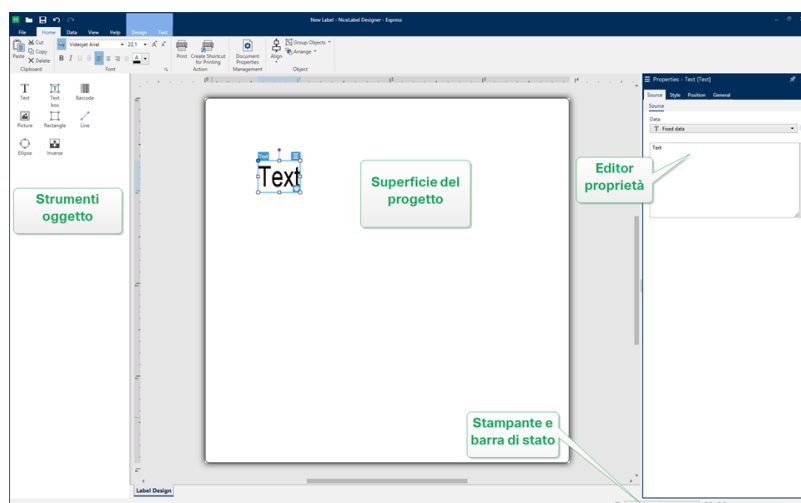 New Label - NiceLabel Designer - Express
File Home Data View Help Design Text
Paste
Cut
Copy
Delete
Clipboard
Videojet Arial 22,1
B I U S
Font
Print
Create Shortcut
for Printing
Action
Document
Properties
Management
Align
Group Objects
Arrange
Object
Text
Text
box
Barcode
Picture
Rectangle
Line
Ellipse
Inverse
Strumenti
oggetto
Text
Text
Superficie del
progetto
Editor
proprietà
Stampante e
barra di stato
Properties - Text [Text]
Source Style Position General
Source
Data:
Fixed data
Text
Label Design